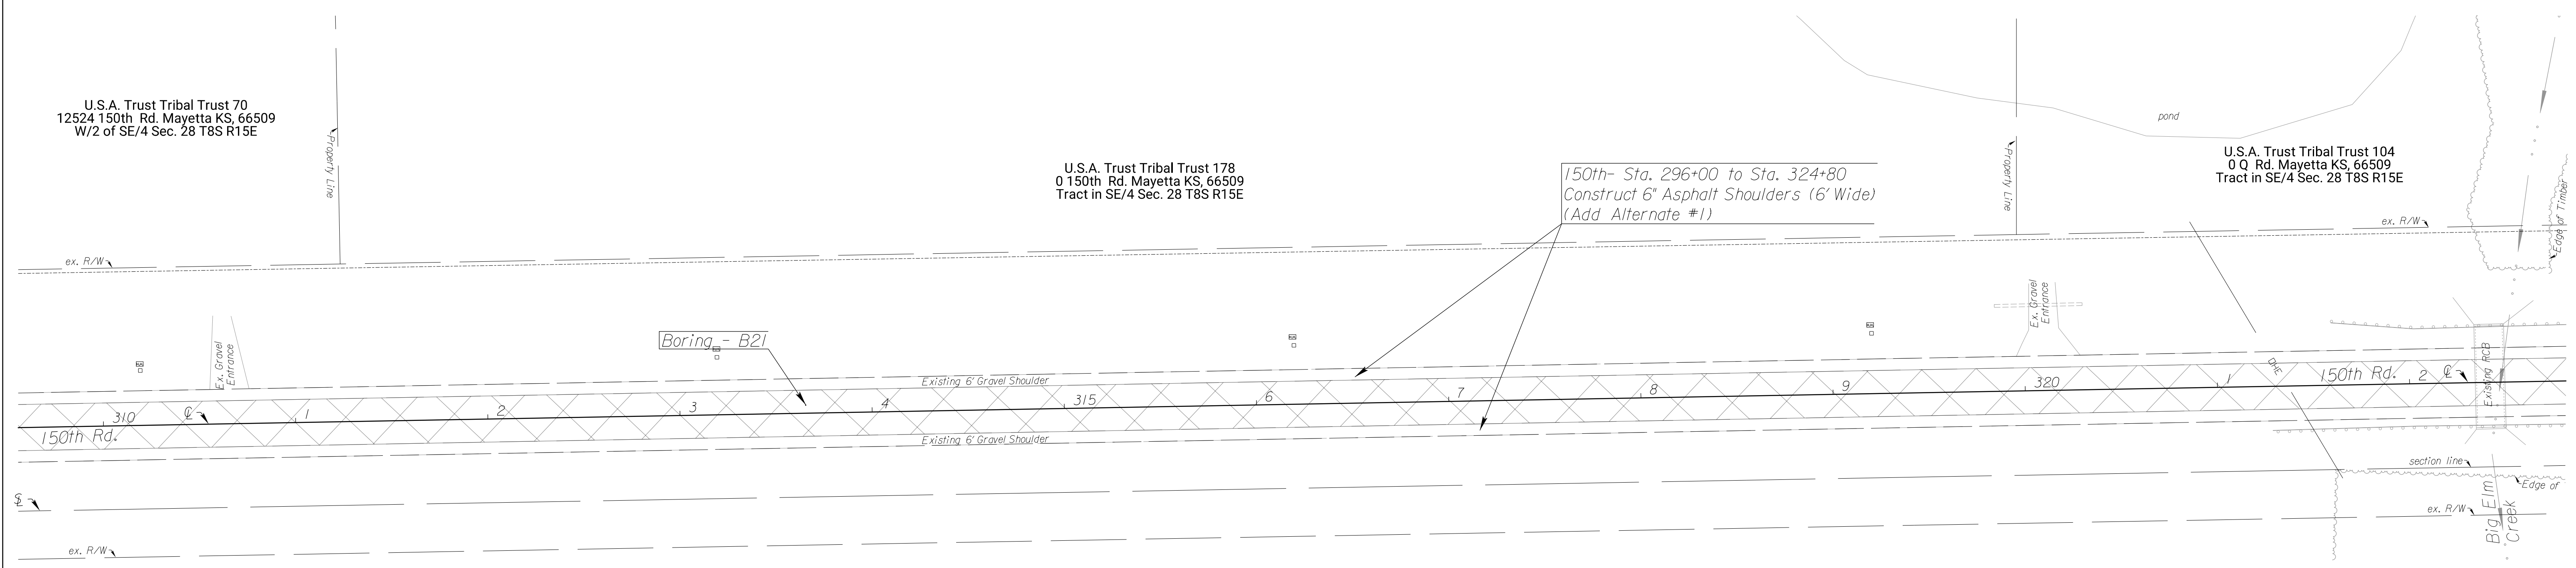 U.S.A. Trust Tribal Trust 70
12524 150th Rd. Mayetta KS, 66509
W/2 of SE/4 Sec. 28 T8S R15E
Property Line
U.S.A. Trust Tribal Trust 178
0 150th Rd. Mayetta KS, 66509
Tract in SE/4 Sec. 28 T8S R15E
150th- Sta. 296+00 to Sta. 324+80
Construct 6" Asphalt Shoulders (6' Wide)
(Add Alternate #1)
Property Line
pond
U.S.A. Trust Tribal Trust 104
0 Q Rd. Mayetta KS, 66509
Tract in SE/4 Sec. 28 T8S R15E
ex. R/W
Edge of Timber
ex. R/W
Ex. Gravel
Entrance
Boring - B21
Ex. Gravel
Entrance
Existing 6' Gravel Shoulder
OHE
150th Rd.
Existing RCB
310
1
2
3
4
315
6
7
8
9
320
1
2
150th Rd.
Existing 6' Gravel Shoulder
section line
Edge of
Big Elm
Creek
ex. R/W
ex. R/W